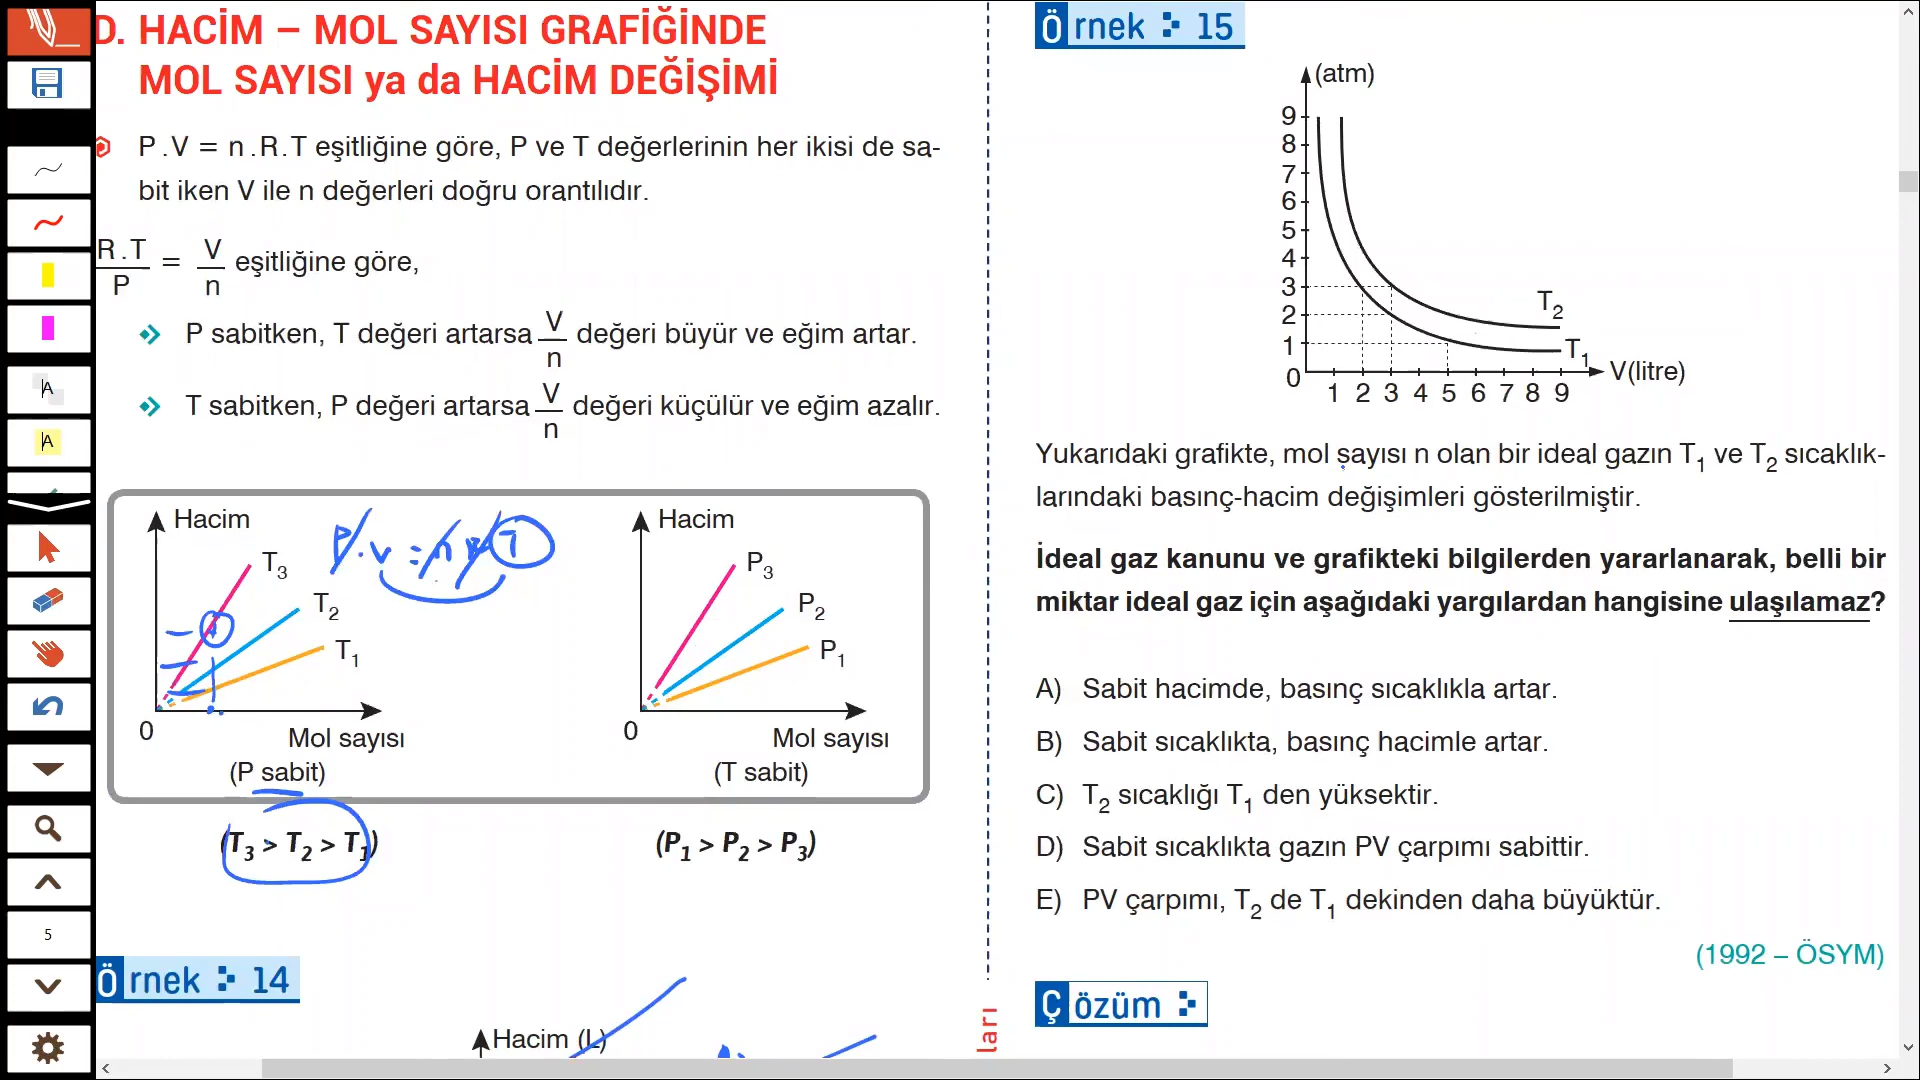 D. HACİM – MOL SAYISI GRAFİĞİNDE
MOL SAYISI ya da HACİM DEĞİŞİMİ
P.V = n.R.T eşitliğine göre, P ve T değerlerinin her ikisi de sa-
bit iken V ile n değerleri doğru orantılıdır.
R.T/P = V/n eşitliğine göre,
P sabitken, T değeri artarsa V/n değeri büyür ve eğim artar.
T sabitken, P değeri artarsa V/n değeri küçülür ve eğim azalır.
Hacim
P.V = n R T
T3
T2
T1
0
Mol sayısı
(P sabit)
(T3 > T2 > T1)
Hacim
P3
P2
P1
0
Mol sayısı
(T sabit)
(P1 > P2 > P3)
Örnek 14
Hacim (L)
Örnek 15
(atm)
9
8
7
6
5
4
3
2
1
0
T2
T1
V(litre)
1 2 3 4 5 6 7 8 9
Yukarıdaki grafikte, mol sayısı n olan bir ideal gazın T1 ve T2 sıcaklık-
larındaki basınç-hacim değişimleri gösterilmiştir.
İdeal gaz kanunu ve grafikteki bilgilerden yararlanarak, belli bir
miktar ideal gaz için aşağıdaki yargılardan hangisine ulaşılamaz?
A) Sabit hacimde, basınç sıcaklıkla artar.
B) Sabit sıcaklıkta, basınç hacimle artar.
C) T2 sıcaklığı T1 den yüksektir.
D) Sabit sıcaklıkta gazın PV çarpımı sabittir.
E) PV çarpımı, T2 de T1 dekinden daha büyüktür.
(1992 – ÖSYM)
Çözüm
ları
A
A
5